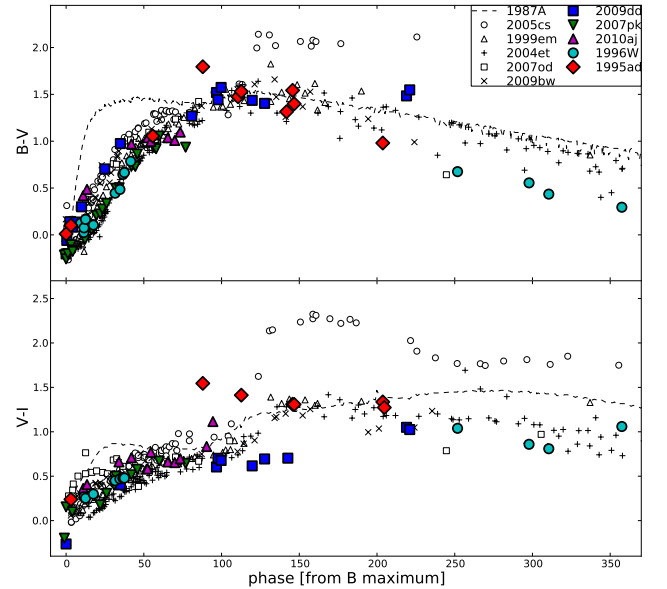 1987A
2005cs
1999em
2004et
2007od
2009bw
2009dd
2007pk
2010aj
1996W
1995ad
B-V
2.0
1.5
1.0
0.5
0.0
V-I
2.5
2.0
1.5
1.0
0.5
0.0
0 50 100 150 200 250 300 350
phase [from B maximum]